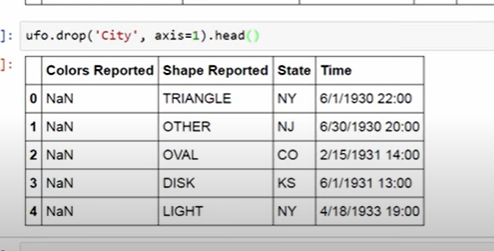 ]: ufo.drop('City', axis=1).head()
]: Colors Reported Shape Reported State Time
0 NaN TRIANGLE NY 6/1/1930 22:00
1 NaN OTHER NJ 6/30/1930 20:00
2 NaN OVAL CO 2/15/1931 14:00
3 NaN DISK KS 6/1/1931 13:00
4 NaN LIGHT NY 4/18/1933 19:00